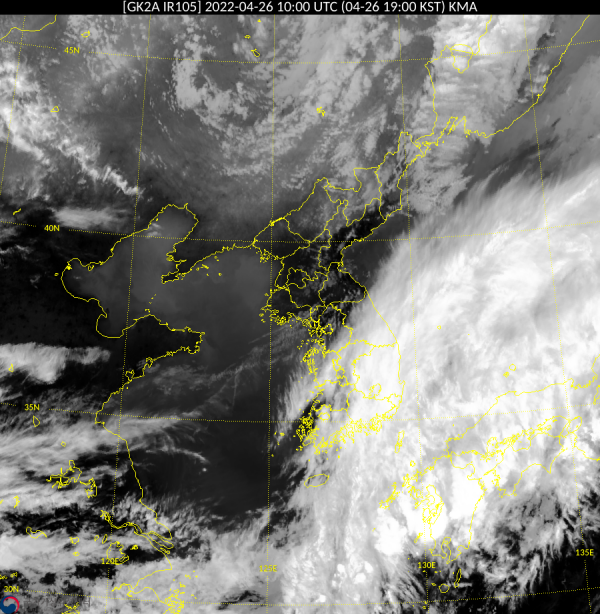 [GK2A IR105] 2022-04-26 10:00 UTC (04-26 19:00 KST) KMA
45N
40N
35N
125E
130E
135E
120E
30N